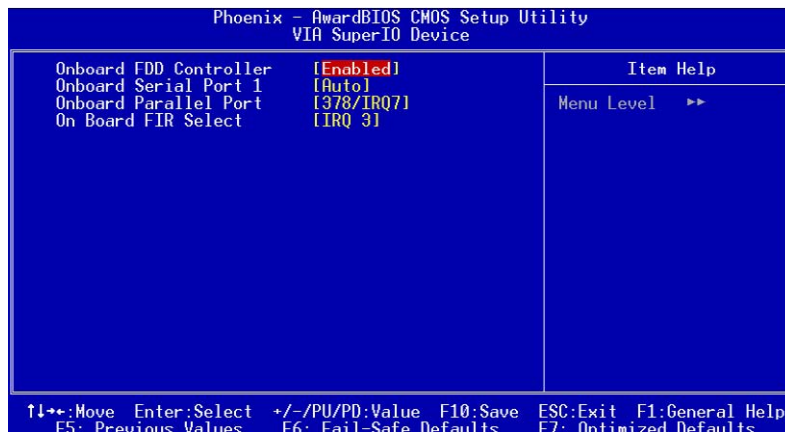 Phoenix - AwardBIOS CMOS Setup Utility
VIA SuperIO Device
Onboard FDD Controller [Enabled]
Onboard Serial Port 1 [Auto]
Onboard Parallel Port [378/IRQ7]
On Board FIR Select [IRQ 3]
Item Help
Menu Level ►►
↑↓→←:Move Enter:Select +/-/PU/PD:Value F10:Save ESC:Exit F1:General Help
F5: Previous Values F6: Fail-Safe Defaults F7: Optimized Defaults